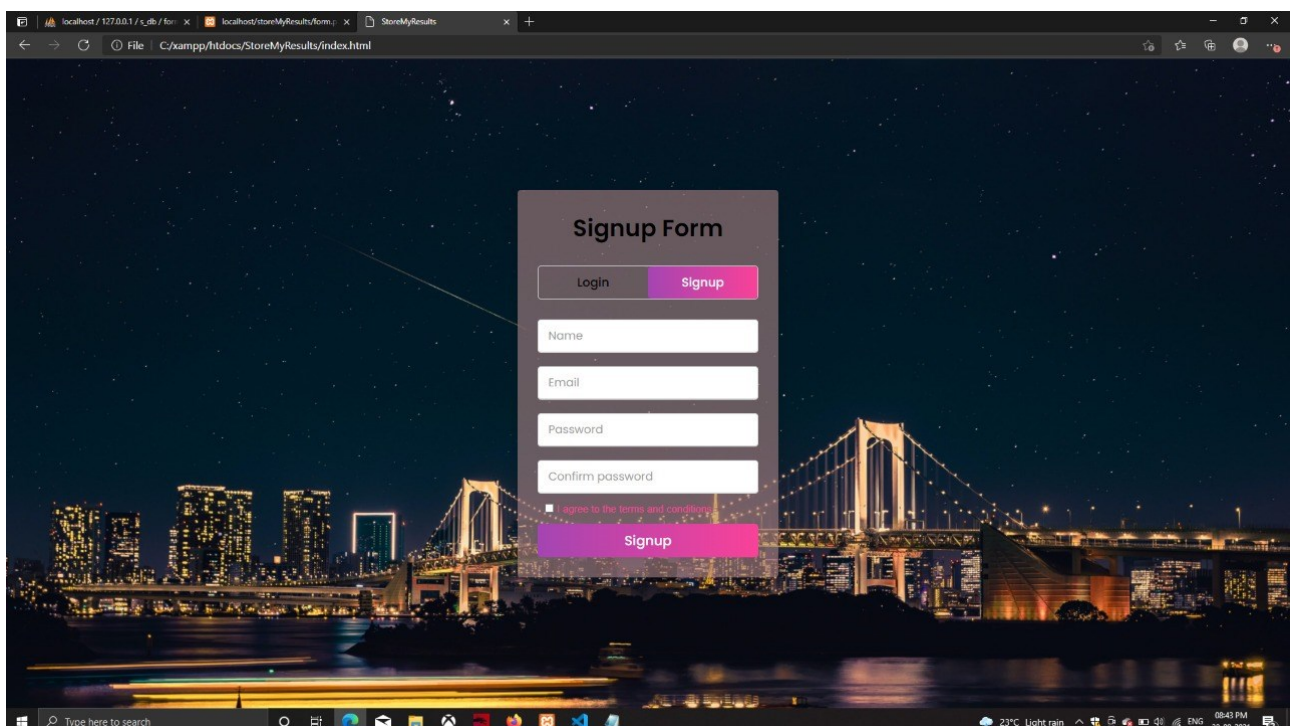 localhost / 127.0.0.1 / s_db / for
localhost/storeMyResults/form.p
StoreMyResults
File
C:/xampp/htdocs/StoreMyResults/index.html
Signup Form
Login
Signup
Name
Email
Password
Confirm password
I agree to the terms and conditions
Signup
Type here to search
23°C Light rain
ENG
08:43 PM